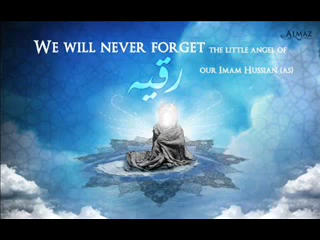 ALMAZ
WE WILL NEVER FORGET THE LITTLE ANGEL OF
OUR IMAM HUSSIAN (AS)
رقیه